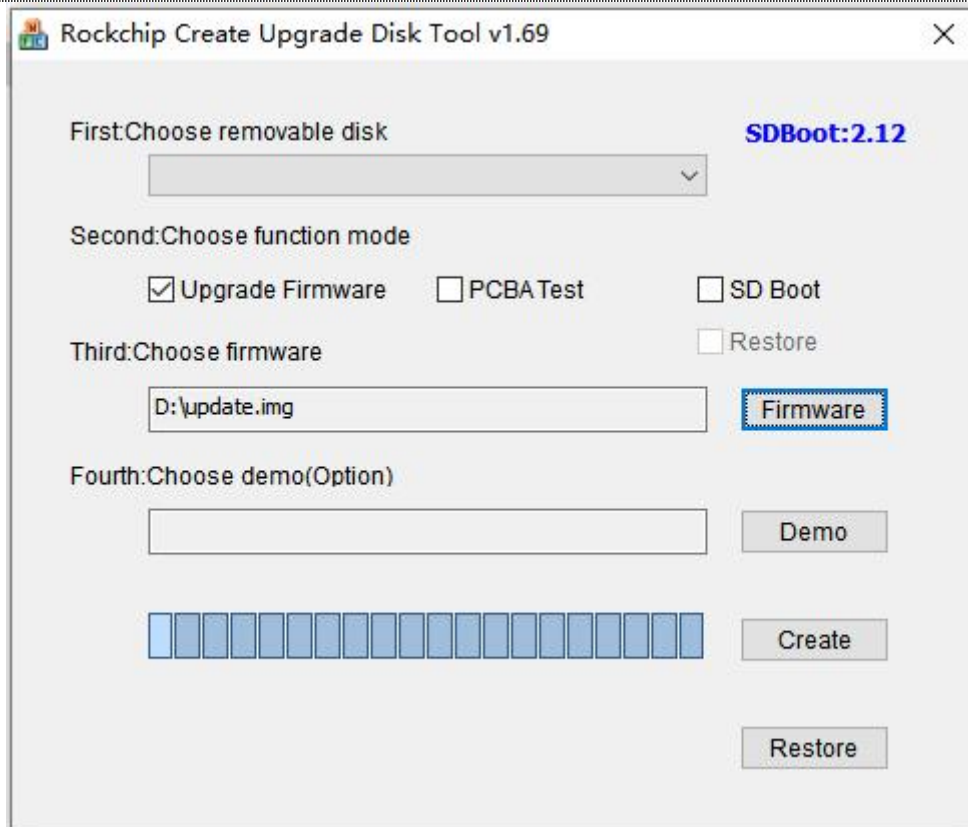 Rockchip Create Upgrade Disk Tool v1.69
First:Choose removable disk
SDBoot:2.12
Second:Choose function mode
Upgrade Firmware PCBA Test SD Boot
Restore
Third:Choose firmware
D:\update.img Firmware
Fourth:Choose demo(Option)
Demo
Create
Restore